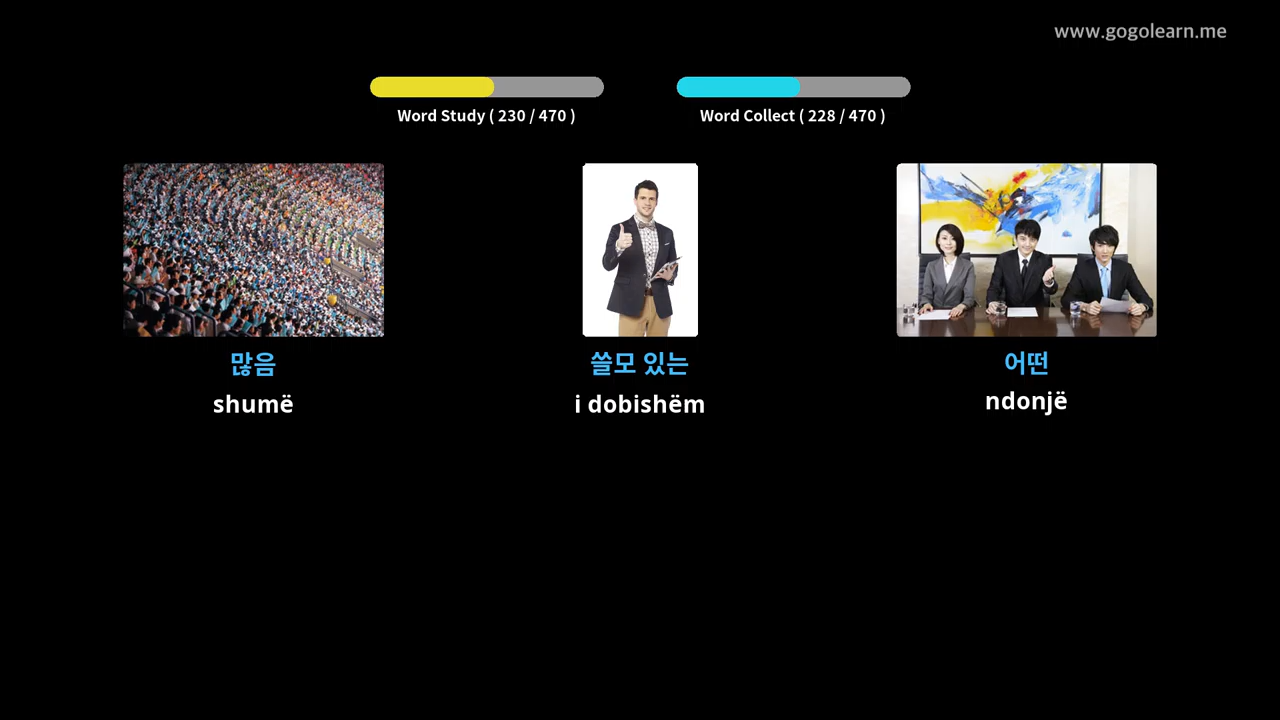 www.gogolearn.me
Word Study ( 230 / 470 )
Word Collect ( 228 / 470 )
많음
쓸모 있는
어떤
shumë
i dobishëm
ndonjë